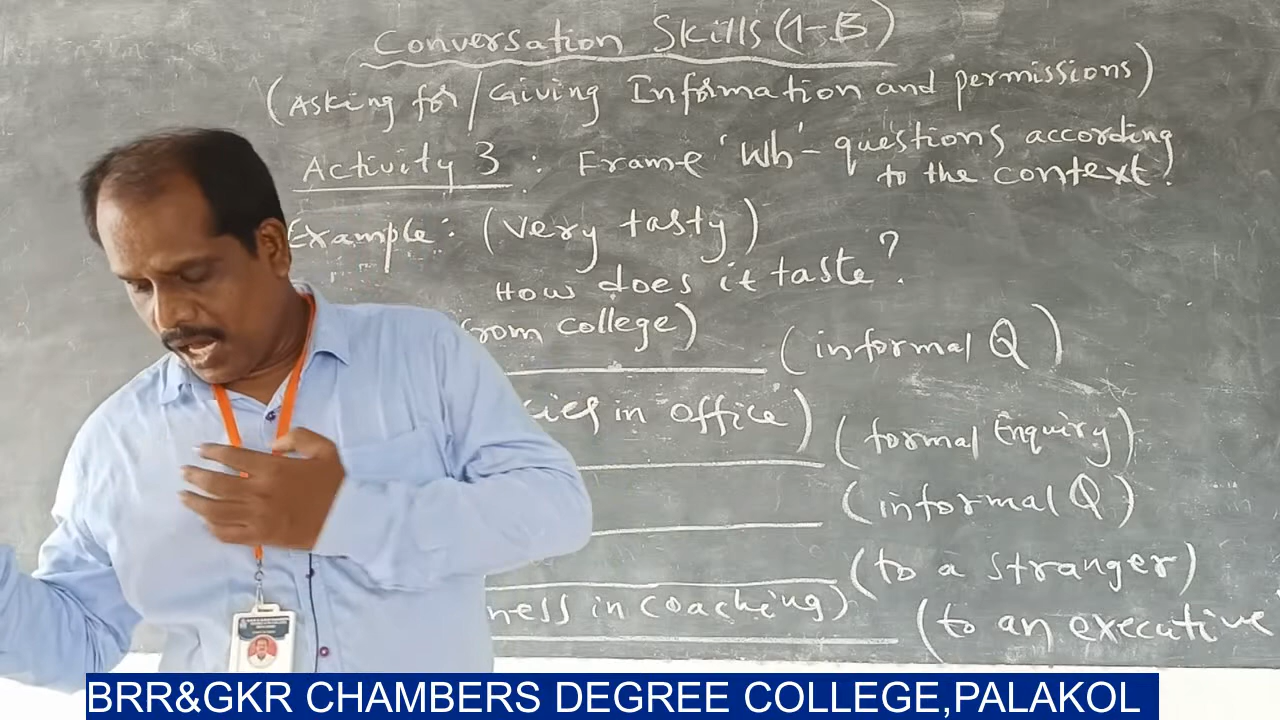 Conversation Skills (1-B)
(Asking for/Giving Information and permissions)
Activity 3 : Frame 'Wh'- questions according
to the context.
Example: (very tasty)
How does it taste?
from college)
(informal Q)
in office)
(formal Enquiry)
(informal Q)
(to a stranger)
in coaching)
(to an executive
BRR&GKR CHAMBERS DEGREE COLLEGE,PALAKOL